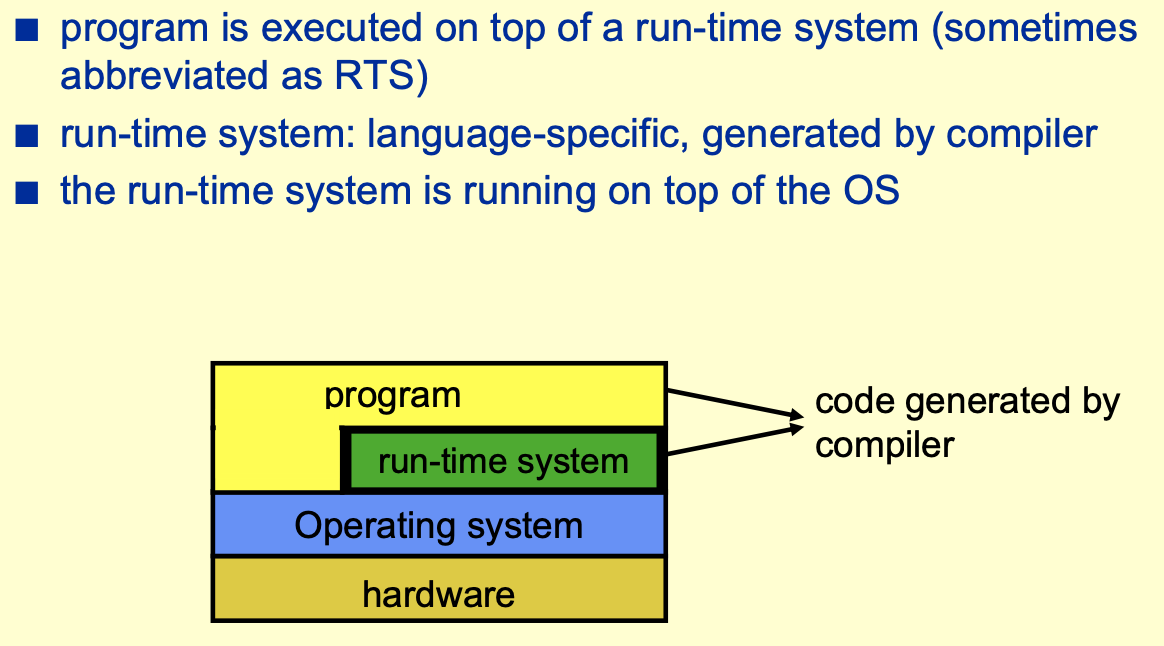 program is executed on top of a run-time system (sometimes
abbreviated as RTS)
run-time system: language-specific, generated by compiler
the run-time system is running on top of the OS
program
run-time system
Operating system
hardware
code generated by
compiler